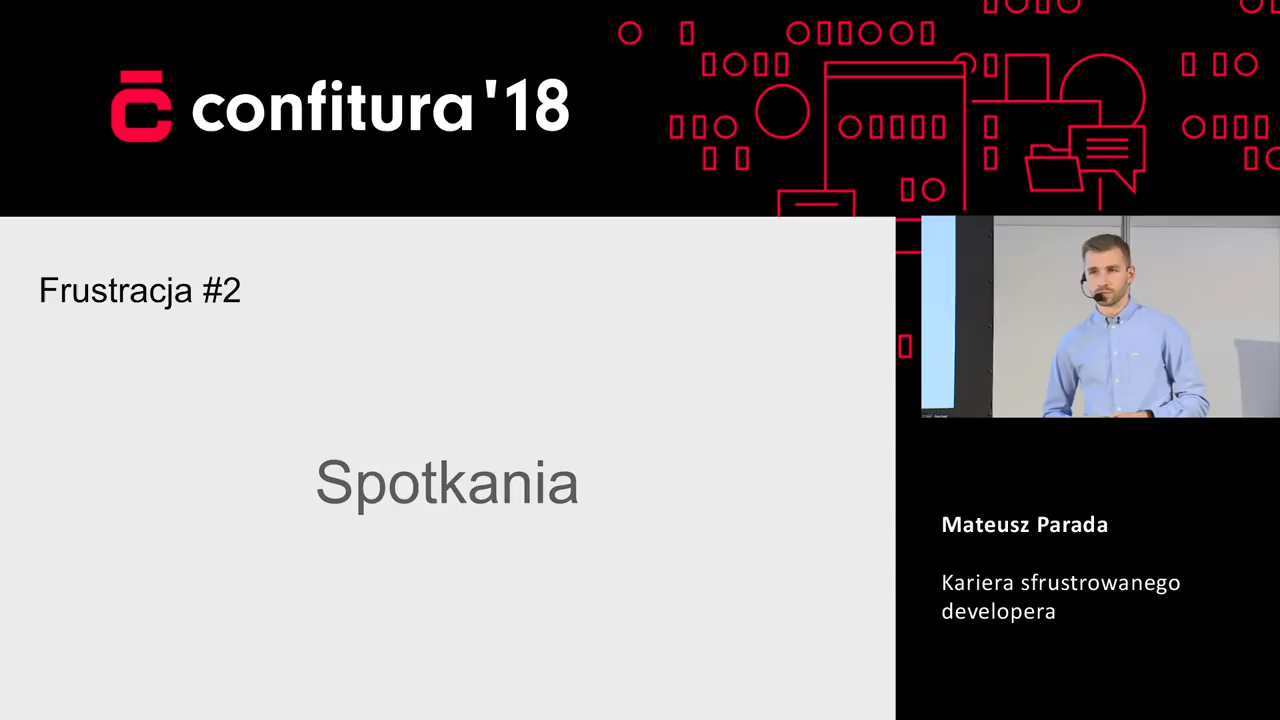 confitura '18
Frustracja #2
Spotkania
Mateusz Parada
Kariera sfrustrowanego
developera